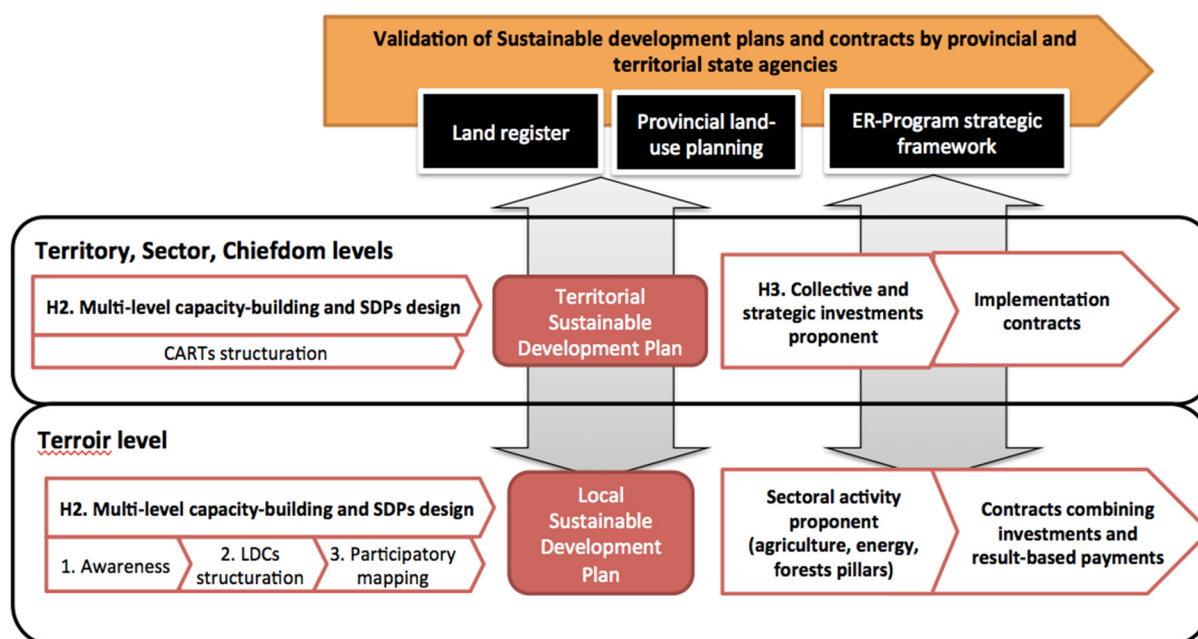 Validation of Sustainable development plans and contracts by provincial and
territorial state agencies
Land register
Provincial land-
use planning
ER-Program strategic
framework
Territory, Sector, Chiefdom levels
H2. Multi-level capacity-building and SDPs design
CARTs structuration
Territorial
Sustainable
Development Plan
H3. Collective and
strategic investments
proponent
Implementation
contracts
Terroir level
H2. Multi-level capacity-building and SDPs design
1. Awareness
2. LDCs
structuration
3. Participatory
mapping
Local
Sustainable
Development
Plan
Sectoral activity
proponent
(agriculture, energy,
forests pillars)
Contracts combining
investments and
result-based payments